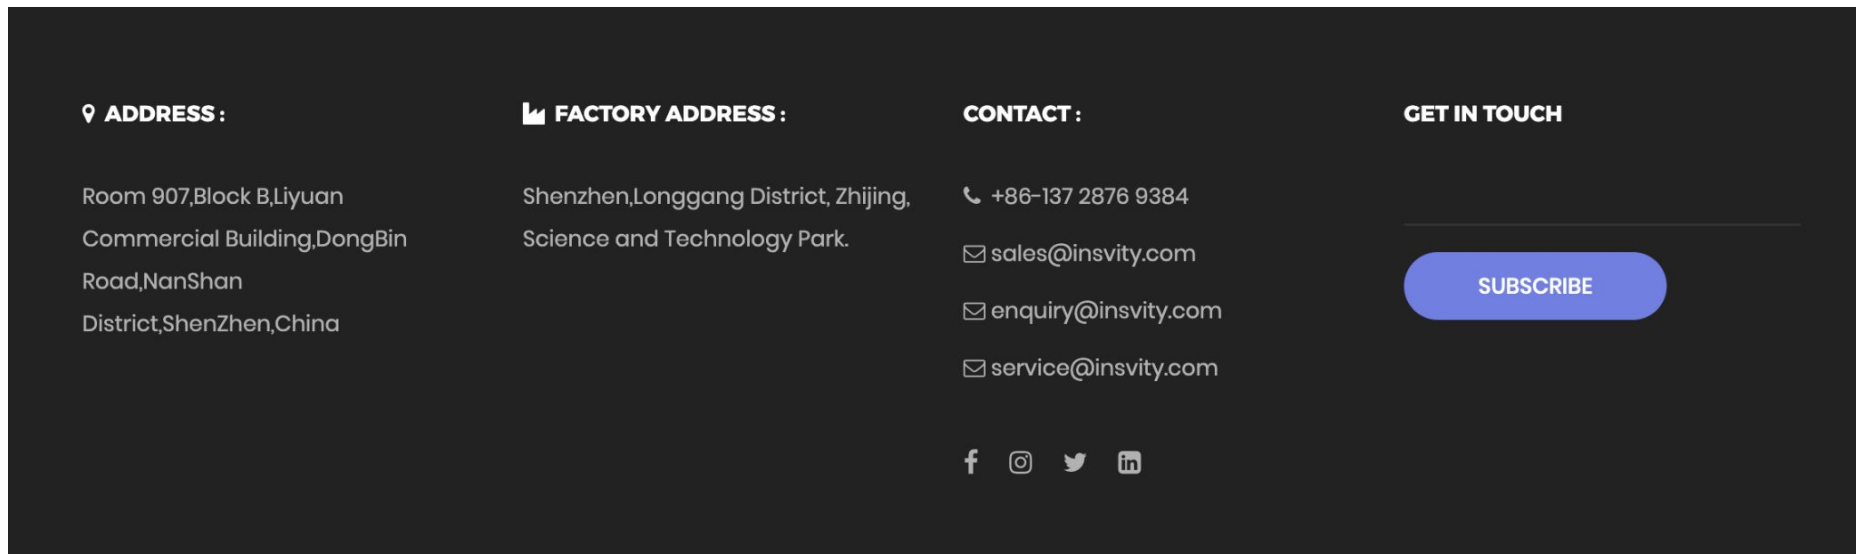 ADDRESS :
Room 907,Block B,Liyuan
Commercial Building,DongBin
Road,NanShan
District,ShenZhen,China
FACTORY ADDRESS :
Shenzhen,Longgang District, Zhijing,
Science and Technology Park.
CONTACT :
+86-137 2876 9384
sales@insvity.com
enquiry@insvity.com
service@insvity.com
GET IN TOUCH
SUBSCRIBE